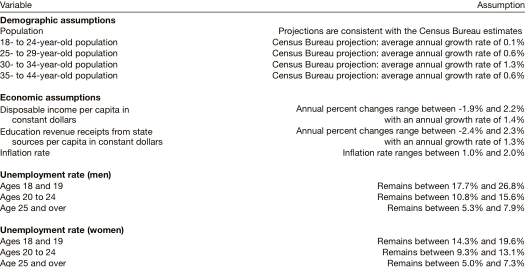 Variable Assumption
Demographic assumptions
Population Projections are consistent with the Census Bureau estimates
18- to 24-year-old population Census Bureau projection: average annual growth rate of 0.1%
25- to 29-year-old population Census Bureau projection: average annual growth rate of 0.6%
30- to 34-year-old population Census Bureau projection: average annual growth rate of 1.3%
35- to 44-year-old population Census Bureau projection: average annual growth rate of 0.6%
Economic assumptions
Disposable income per capita in Annual percent changes range between -1.9% and 2.2%
constant dollars with an annual growth rate of 1.4%
Education revenue receipts from state Annual percent changes range between -2.4% and 2.3%
sources per capita in constant dollars with an annual growth rate of 1.3%
Inflation rate Inflation rate ranges between 1.0% and 2.0%
Unemployment rate (men)
Ages 18 and 19 Remains between 17.7% and 26.8%
Ages 20 to 24 Remains between 10.8% and 15.6%
Age 25 and over Remains between 5.3% and 7.9%
Unemployment rate (women)
Ages 18 and 19 Remains between 14.3% and 19.6%
Ages 20 to 24 Remains between 9.3% and 13.1%
Age 25 and over Remains between 5.0% and 7.3%